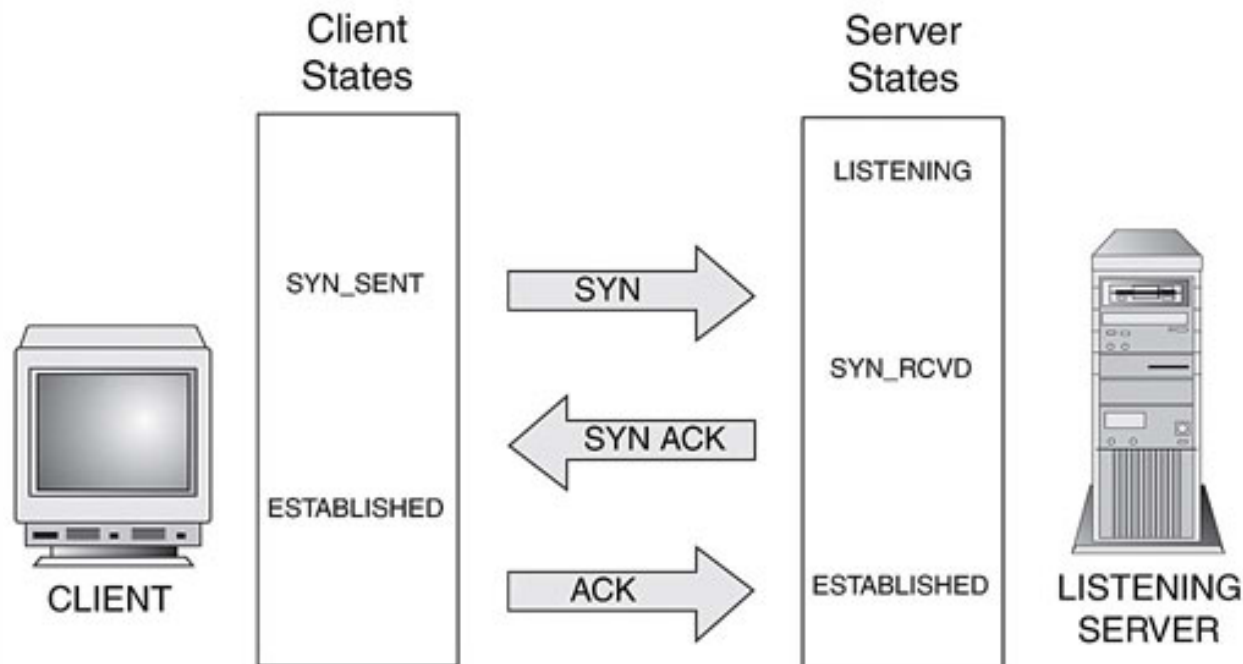 Client
States
Server
States
LISTENING
SYN_SENT
SYN
SYN_RCVD
SYN ACK
ESTABLISHED
ACK
ESTABLISHED
CLIENT
LISTENING
SERVER